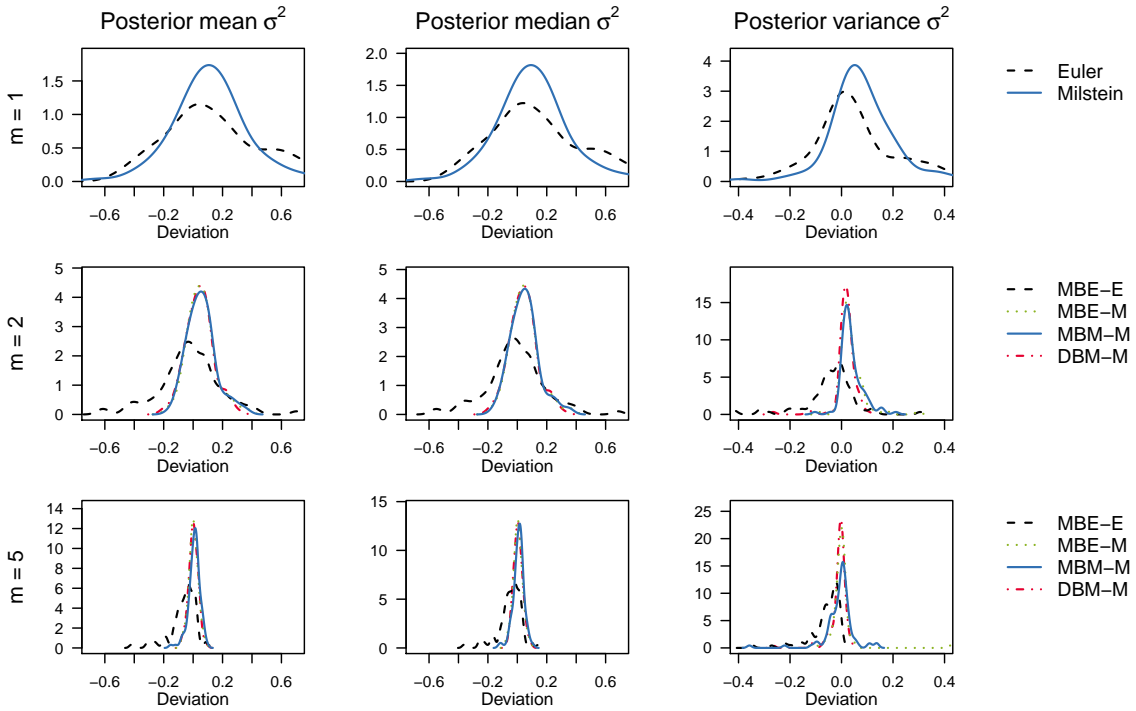 Posterior mean σ²
Posterior median σ²
Posterior variance σ²
m = 1
0.0 0.5 1.0 1.5
−0.6 −0.2 0.2 0.6
Deviation
0.0 0.5 1.0 1.5 2.0
−0.6 −0.2 0.2 0.6
Deviation
0 1 2 3 4
−0.4 −0.2 0.0 0.2 0.4
Deviation
Euler
Milstein
m = 2
0 1 2 3 4 5
−0.6 −0.2 0.2 0.6
Deviation
0 1 2 3 4 5
−0.6 −0.2 0.2 0.6
Deviation
0 5 10 15
−0.4 −0.2 0.0 0.2 0.4
Deviation
MBE−E
MBE−M
MBM−M
DBM−M
m = 5
0 2 4 6 8 10 12 14
−0.6 −0.2 0.2 0.6
Deviation
0 5 10 15
−0.6 −0.2 0.2 0.6
Deviation
0 5 10 15 20 25
−0.4 −0.2 0.0 0.2 0.4
Deviation
MBE−E
MBE−M
MBM−M
DBM−M